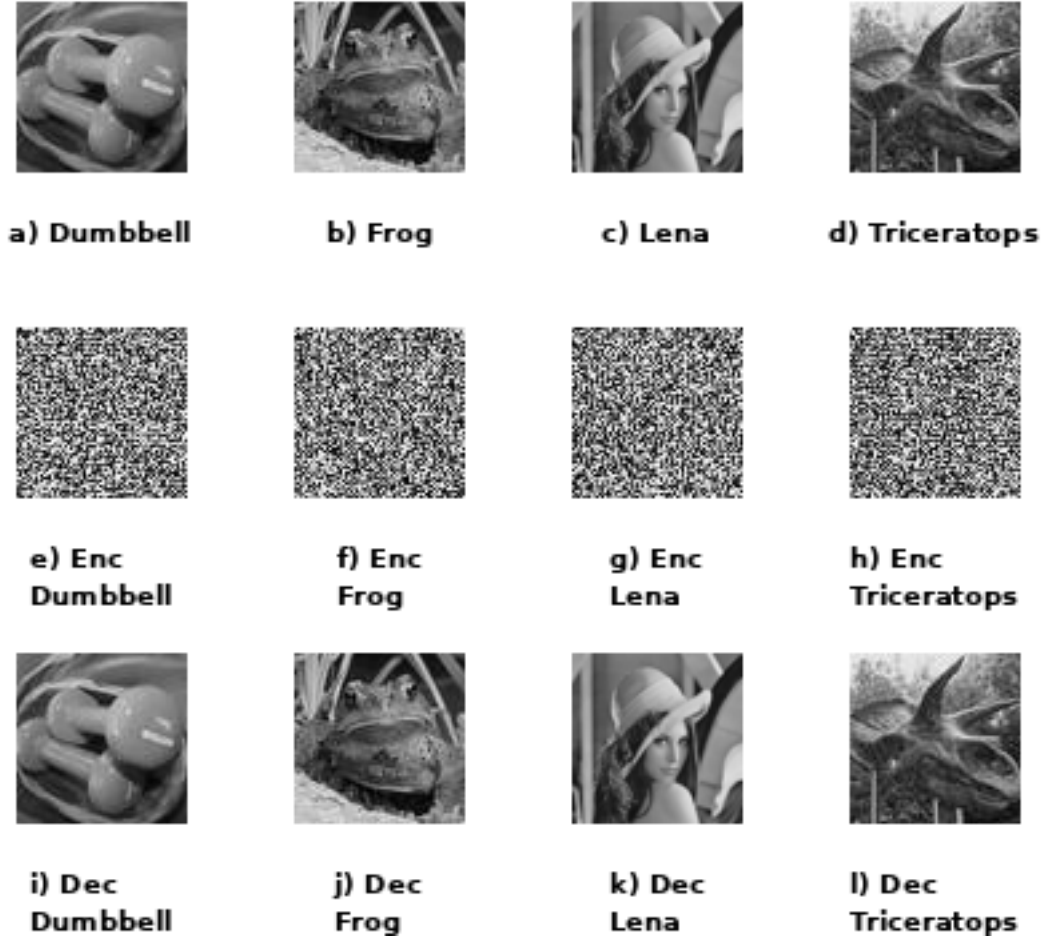 a) Dumbbell
b) Frog
c) Lena
d) Triceratops
e) Enc
Dumbbell
f) Enc
Frog
g) Enc
Lena
h) Enc
Triceratops
i) Dec
Dumbbell
j) Dec
Frog
k) Dec
Lena
l) Dec
Triceratops